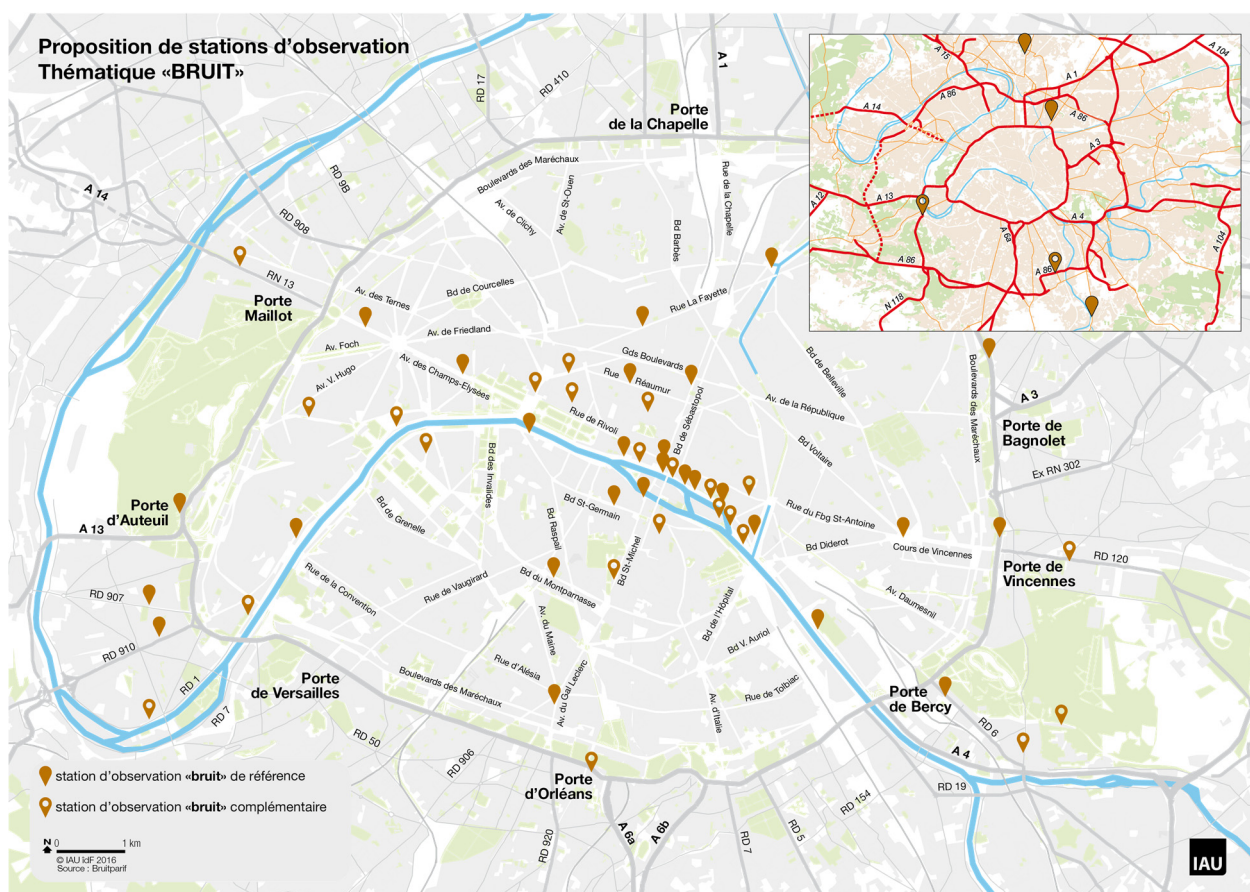 Proposition de stations d'observation
Thématique «BRUIT»
RD 17
RD 410
A 1
Porte
de la Chapelle
A 15
A 104
A 1
A 86
A 14
A 86
A 3
A 13
A 12
A 4
A 6a
A 86
A 86
A 104
N 118
RD 9B
A 14
RD 908
RN 13
Boulevards des Maréchaux
Av. de St-Ouen
Av. de Clichy
Bd Barbès
Rue de la Chapelle
Porte
Maillot
Av. des Ternes
Bd de Courcelles
Rue La Fayette
Av. de Friedland
Av. Foch
Av. des Champs-Elysées
Av. V. Hugo
Gds Boulevards
Rue
Réaumur
Rue de Rivoli
Bd de Sébastopol
Bd de Belleville
Av. de la République
Bd Voltaire
Boulevards des Maréchaux
A 3
Porte de
Bagnolet
Ex RN 302
Bd des Invalides
Porte
d'Auteuil
A 13
Bd de Grenelle
Bd St-Germain
Bd Raspail
Bd St-Michel
Rue du Fbg St-Antoine
Bd Diderot
Cours de Vincennes
Porte de
Vincennes
RD 120
RD 907
RD 910
Rue de la Convention
Rue de Vaugirard
Bd du Montparnasse
Av. du Maine
Bd de l'Hôpital
Av. Daumesnil
Bd V. Auriol
RD 1
RD 7
Porte
de Versailles
Boulevards des Maréchaux
Rue d'Alésia
Av. du Gal Leclerc
Av. d'Italie
Rue de Tolbiac
Porte
de Bercy
RD 6
A 4
RD 50
RD 906
Porte
d'Orléans
RD 920
A 6a
A 6b
RD 7
RD 5
RD 154
RD 19
station d'observation «bruit» de référence
station d'observation «bruit» complémentaire
N 0 1 km
© IAU îdF 2016
Source : Bruitparif
IAU